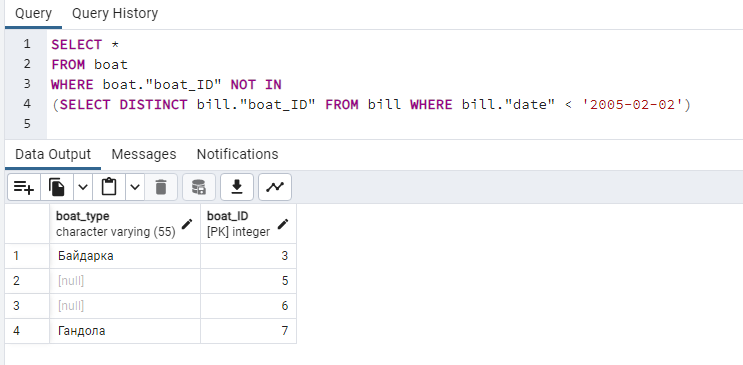 Query Query History
1 SELECT *
2 FROM boat
3 WHERE boat."boat_ID" NOT IN
4 (SELECT DISTINCT bill."boat_ID" FROM bill WHERE bill."date" < '2005-02-02')
5
Data Output Messages Notifications
boat_type boat_ID
character varying (55) [PK] integer
1 Байдарка 3
2 [null] 5
3 [null] 6
4 Гандола 7